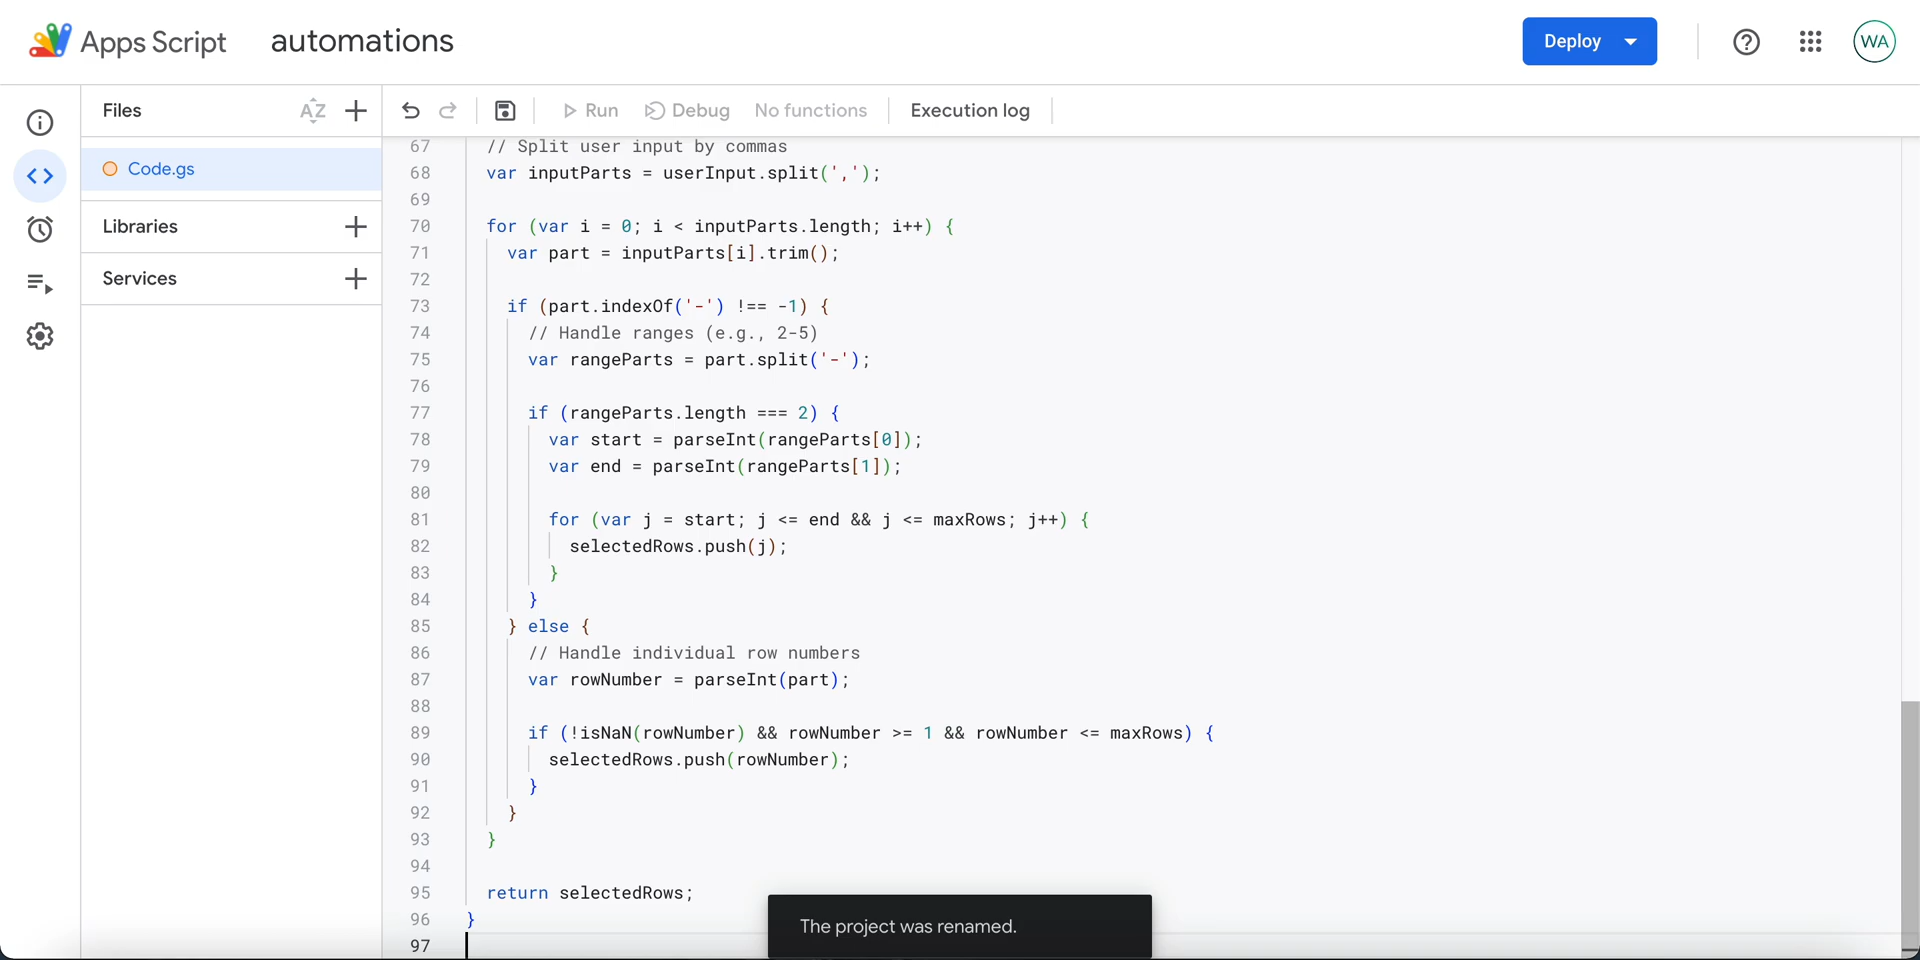 Apps Script automations Deploy WA
Files AZ Run Debug No functions Execution log
Code.gs
Libraries
Services
67 // Split user input by commas
68 var inputParts = userInput.split(',');
69
70 for (var i = 0; i < inputParts.length; i++) {
71 var part = inputParts[i].trim();
72
73 if (part.indexOf('-') !== -1) {
74 // Handle ranges (e.g., 2-5)
75 var rangeParts = part.split('-');
76
77 if (rangeParts.length === 2) {
78 var start = parseInt(rangeParts[0]);
79 var end = parseInt(rangeParts[1]);
80
81 for (var j = start; j <= end && j <= maxRows; j++) {
82 selectedRows.push(j);
83 }
84 }
85 } else {
86 // Handle individual row numbers
87 var rowNumber = parseInt(part);
88
89 if (!isNaN(rowNumber) && rowNumber >= 1 && rowNumber <= maxRows) {
90 selectedRows.push(rowNumber);
91 }
92 }
93 }
94
95 return selectedRows;
96 }
97
The project was renamed.